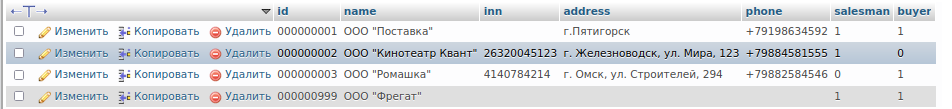 id name inn address phone salesman buyer
Изменить Копировать Удалить 000000001 ООО "Поставка" г.Пятигорск +79198634592 1 1
Изменить Копировать Удалить 000000002 ООО "Кинотеатр Квант" 26320045123 г. Железноводск, ул. Мира, 123 +79884581555 1 0
Изменить Копировать Удалить 000000003 ООО "Ромашка" 4140784214 г. Омск, ул. Строителей, 294 +79882584546 0 1
Изменить Копировать Удалить 000000999 ООО "Фрегат" 1 1